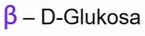 β – D-Glukosa